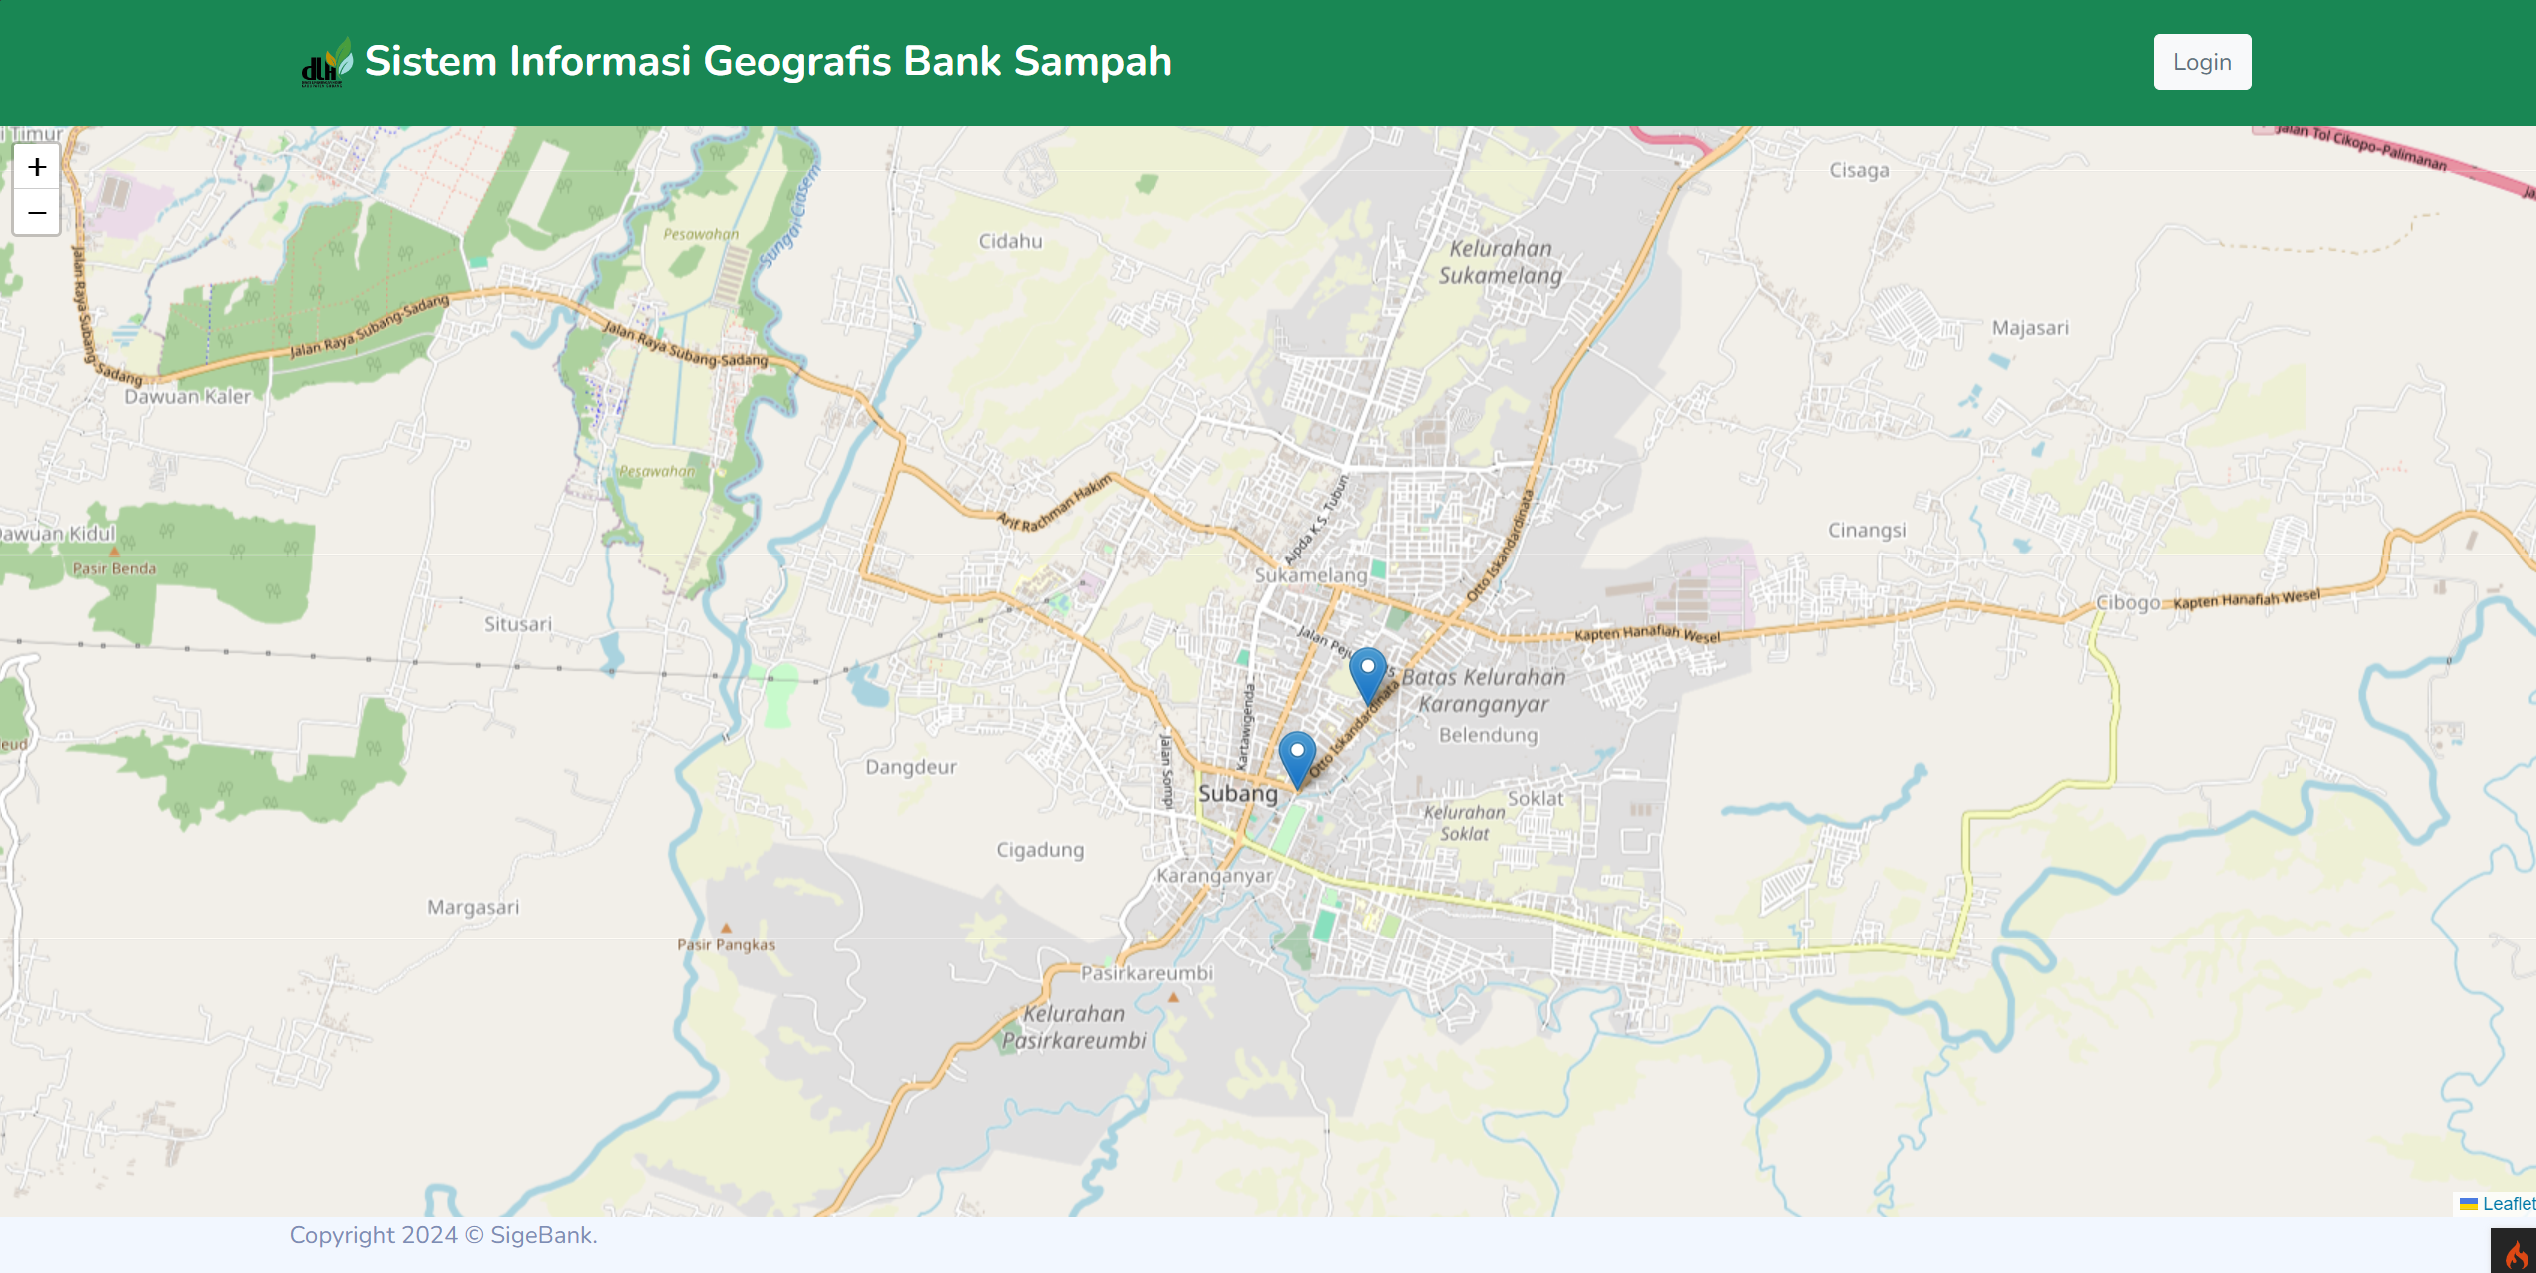 dLH Sistem Informasi Geografis Bank Sampah
Login
+
−
i Timur
Jalan Tol Cikopo-Palimanan
Cisaga
Pesawahan
Sungai Ciasem
Cidahu
Kelurahan
Sukamelang
Jalan Raya Subang-Sadang
Jalan Raya Subang-Sadang
Jalan Raya Subang-Sadang
Majasari
Dawuan Kaler
Pesawahan
Arif Rachman Hakim
Aipda K.S. Tubun
Otto Iskandardinata
Dawuan Kidul
Pasir Benda
Cinangsi
Sukamelang
Cibogo
Kapten Hanafiah Wesel
Situsari
Jalan Peju
s
Kapten Hanafiah Wesel
Batas Kelurahan
Karanganyar
Kartawigenda
Otto Iskandardinata
Belendung
eud
Dangdeur
Subang
Soklat
Kelurahan
Soklat
Cigadung
Karanganyar
Margasari
Pasir Pangkas
Pasirkareumbi
Kelurahan
Pasirkareumbi
Leaflet
Copyright 2024 © SigeBank.